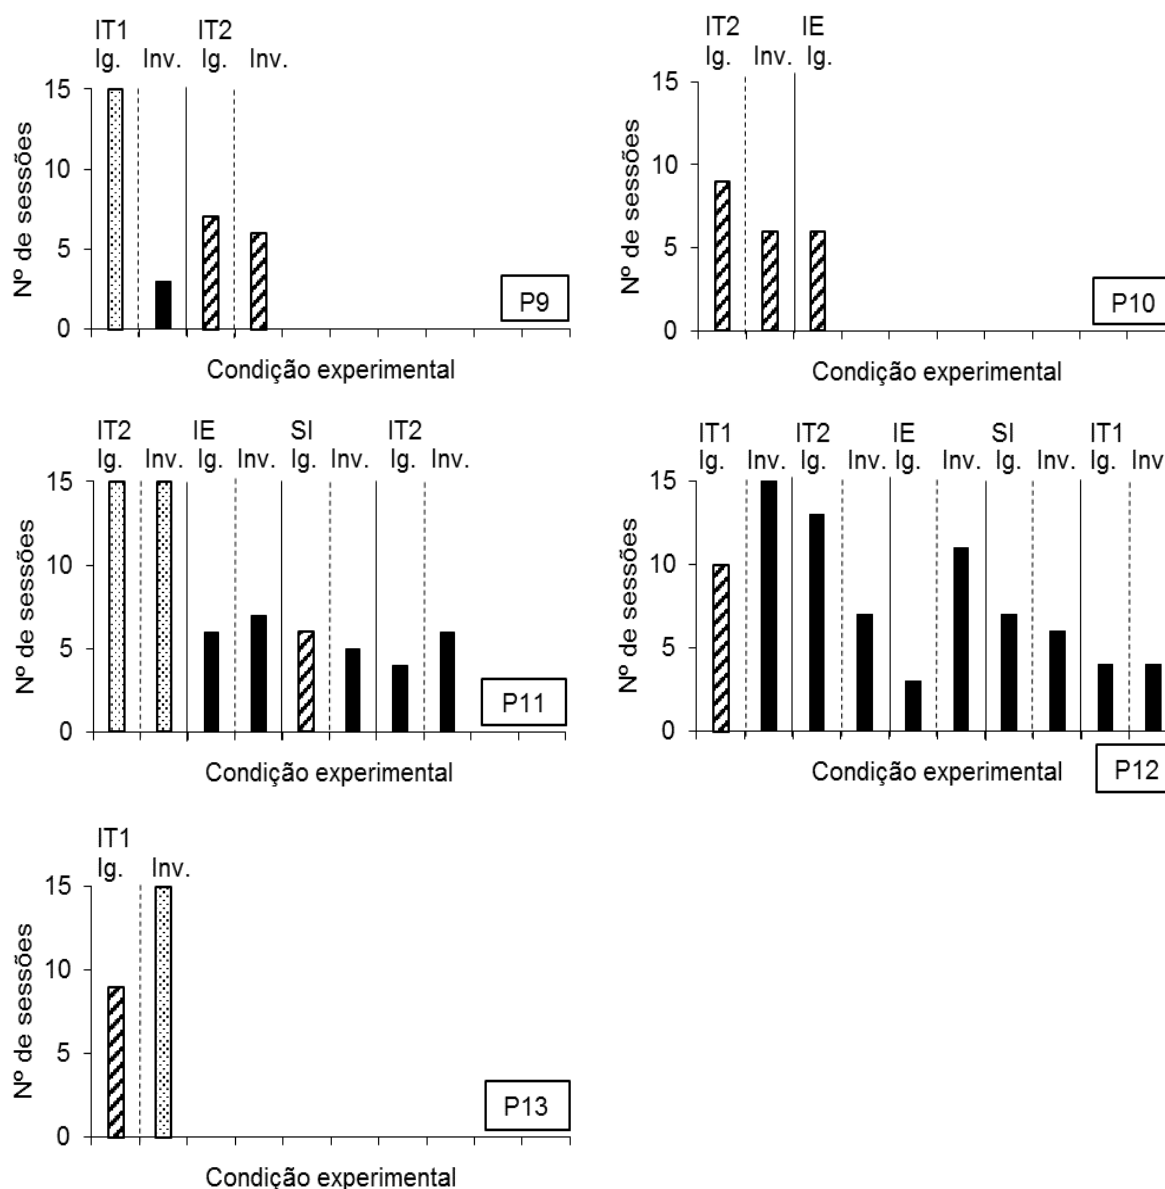 IT1 IT2
Ig. Inv. Ig. Inv.
Nº de sessões
15
10
5
0
P9
Condição experimental
IT2 IE
Ig. Inv. Ig.
Nº de sessões
15
10
5
0
P10
Condição experimental
IT2 IE SI IT2
Ig. Inv. Ig. Inv. Ig. Inv. Ig. Inv.
Nº de sessões
15
10
5
0
P11
Condição experimental
IT1 IT2 IE SI IT1
Ig. Inv. Ig. Inv. Ig. Inv. Ig. Inv. Ig. Inv
Nº de sessões
15
10
5
0
Condição experimental
P12
IT1
Ig. Inv.
Nº de sessões
15
10
5
0
P13
Condição experimental